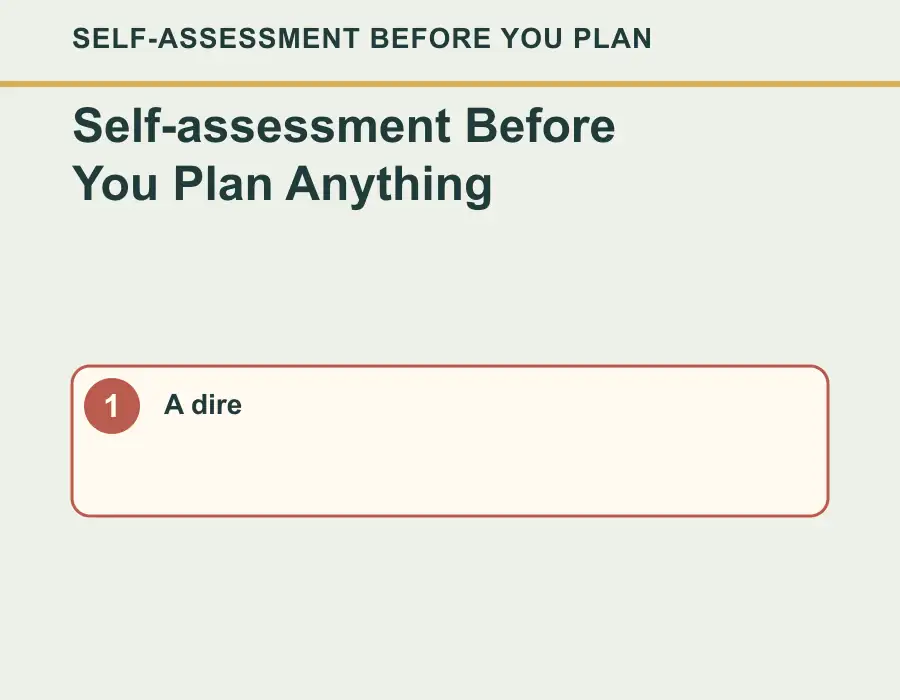 SELF-ASSESSMENT BEFORE YOU PLAN
Self-assessment Before
You Plan Anything
1 A dire